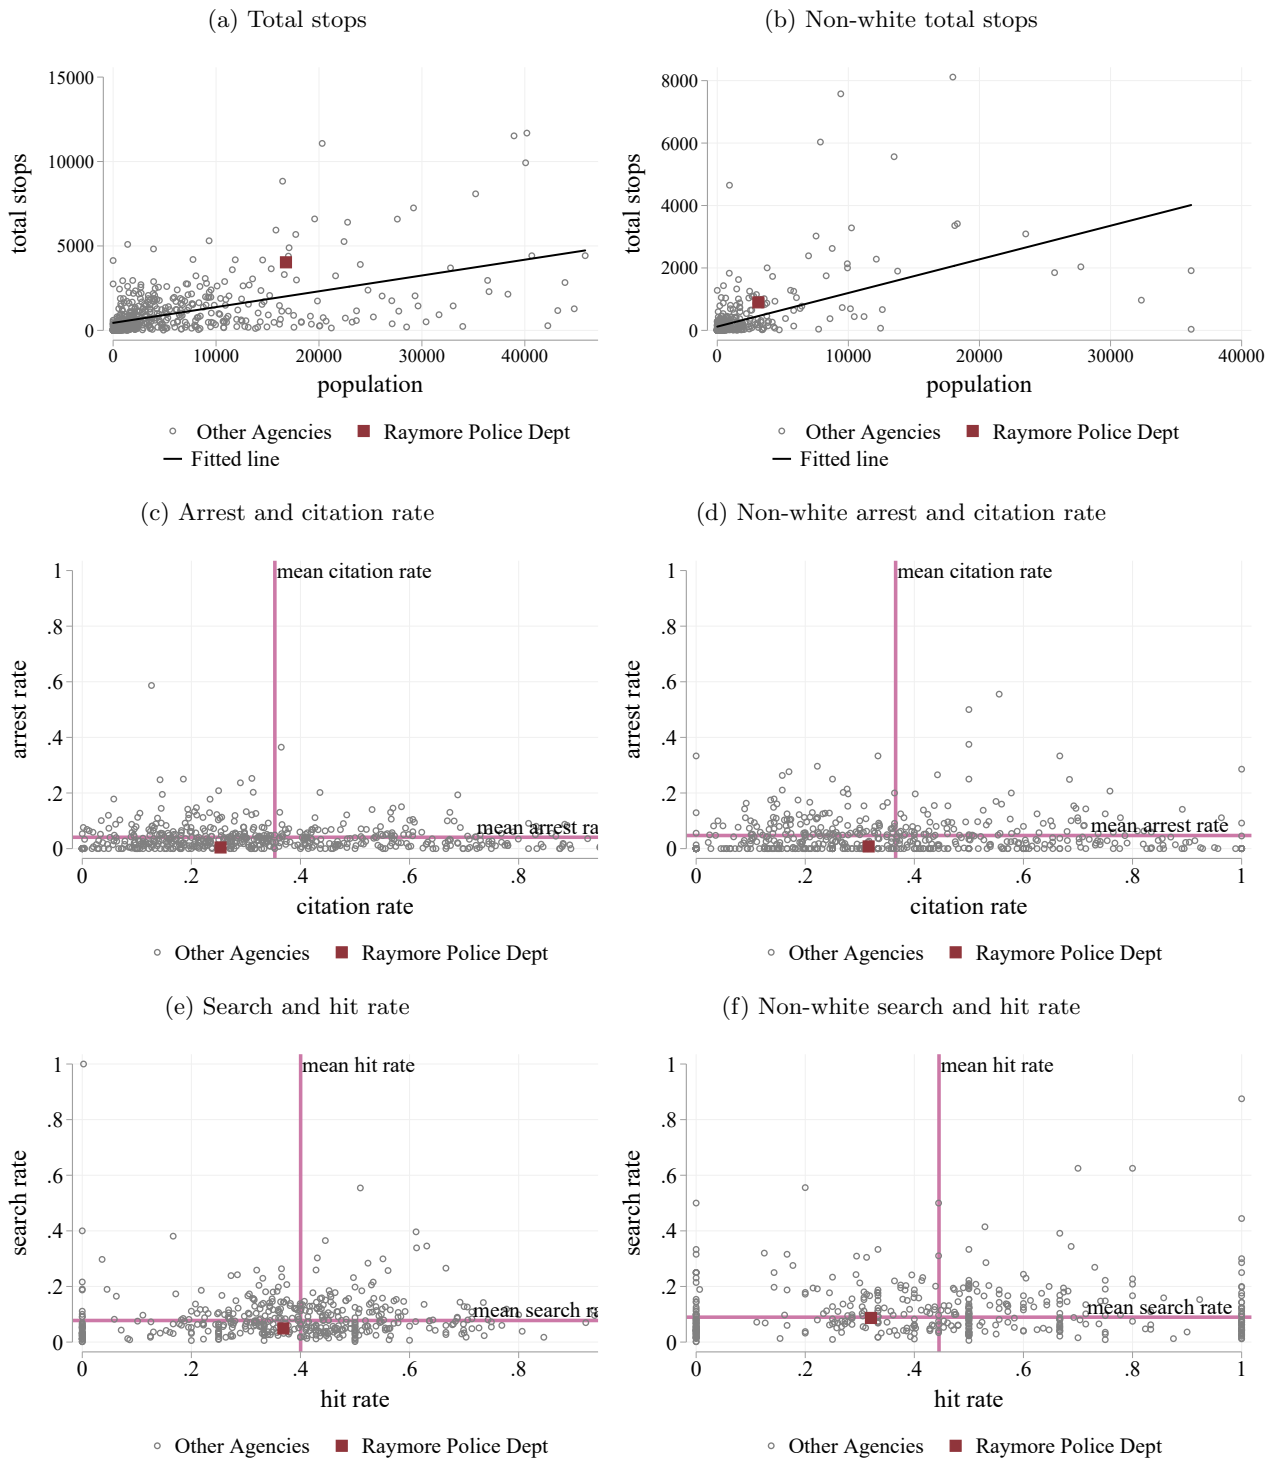 (a) Total stops
(b) Non-white total stops
total stops
15000
10000
5000
0
0 10000 20000 30000 40000
population
Other Agencies Raymore Police Dept
Fitted line
total stops
8000
6000
4000
2000
0
0 10000 20000 30000 40000
population
Other Agencies Raymore Police Dept
Fitted line
(c) Arrest and citation rate
(d) Non-white arrest and citation rate
arrest rate
1
.8
.6
.4
.2
0
mean citation rate
mean arrest ra
0 .2 .4 .6 .8
citation rate
Other Agencies Raymore Police Dept
arrest rate
1
.8
.6
.4
.2
0
mean citation rate
mean arrest rate
0 .2 .4 .6 .8 1
citation rate
Other Agencies Raymore Police Dept
(e) Search and hit rate
(f) Non-white search and hit rate
search rate
1
.8
.6
.4
.2
0
mean hit rate
mean search ra
0 .2 .4 .6 .8
hit rate
Other Agencies Raymore Police Dept
search rate
1
.8
.6
.4
.2
0
mean hit rate
mean search rate
0 .2 .4 .6 .8 1
hit rate
Other Agencies Raymore Police Dept